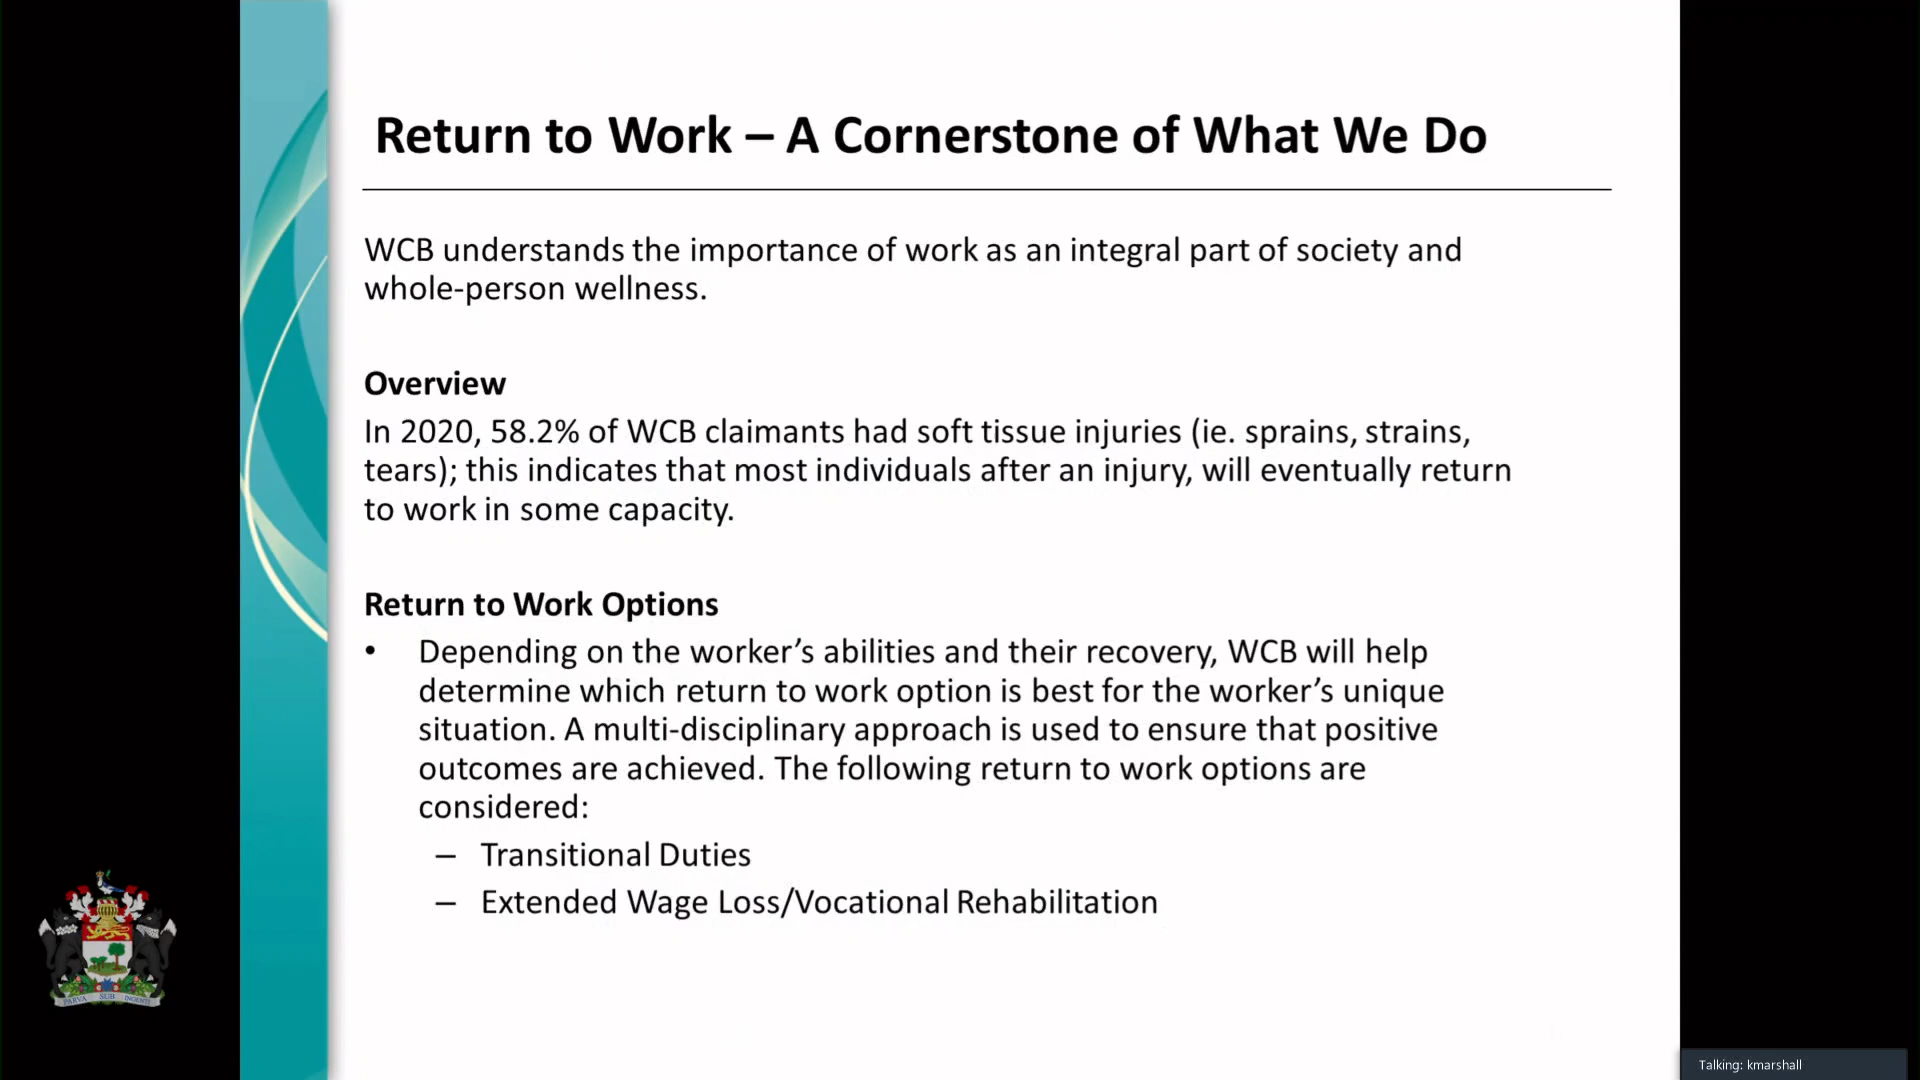 Return to Work – A Cornerstone of What We Do
WCB understands the importance of work as an integral part of society and
whole-person wellness.
Overview
In 2020, 58.2% of WCB claimants had soft tissue injuries (ie. sprains, strains,
tears); this indicates that most individuals after an injury, will eventually return
to work in some capacity.
Return to Work Options
• Depending on the worker’s abilities and their recovery, WCB will help
determine which return to work option is best for the worker’s unique
situation. A multi-disciplinary approach is used to ensure that positive
outcomes are achieved. The following return to work options are
considered:
– Transitional Duties
– Extended Wage Loss/Vocational Rehabilitation
PARVA SUB INGENTI
Talking: kmarshall